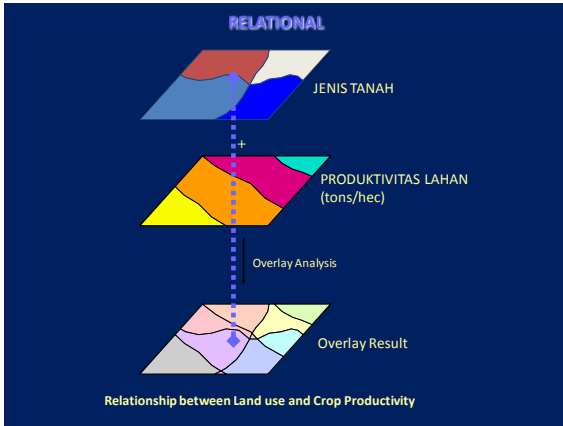 RELATIONAL
JENIS TANAH
+
PRODUKTIVITAS LAHAN
(tons/hec)
Overlay Analysis
Overlay Result
Relationship between Land use and Crop Productivity